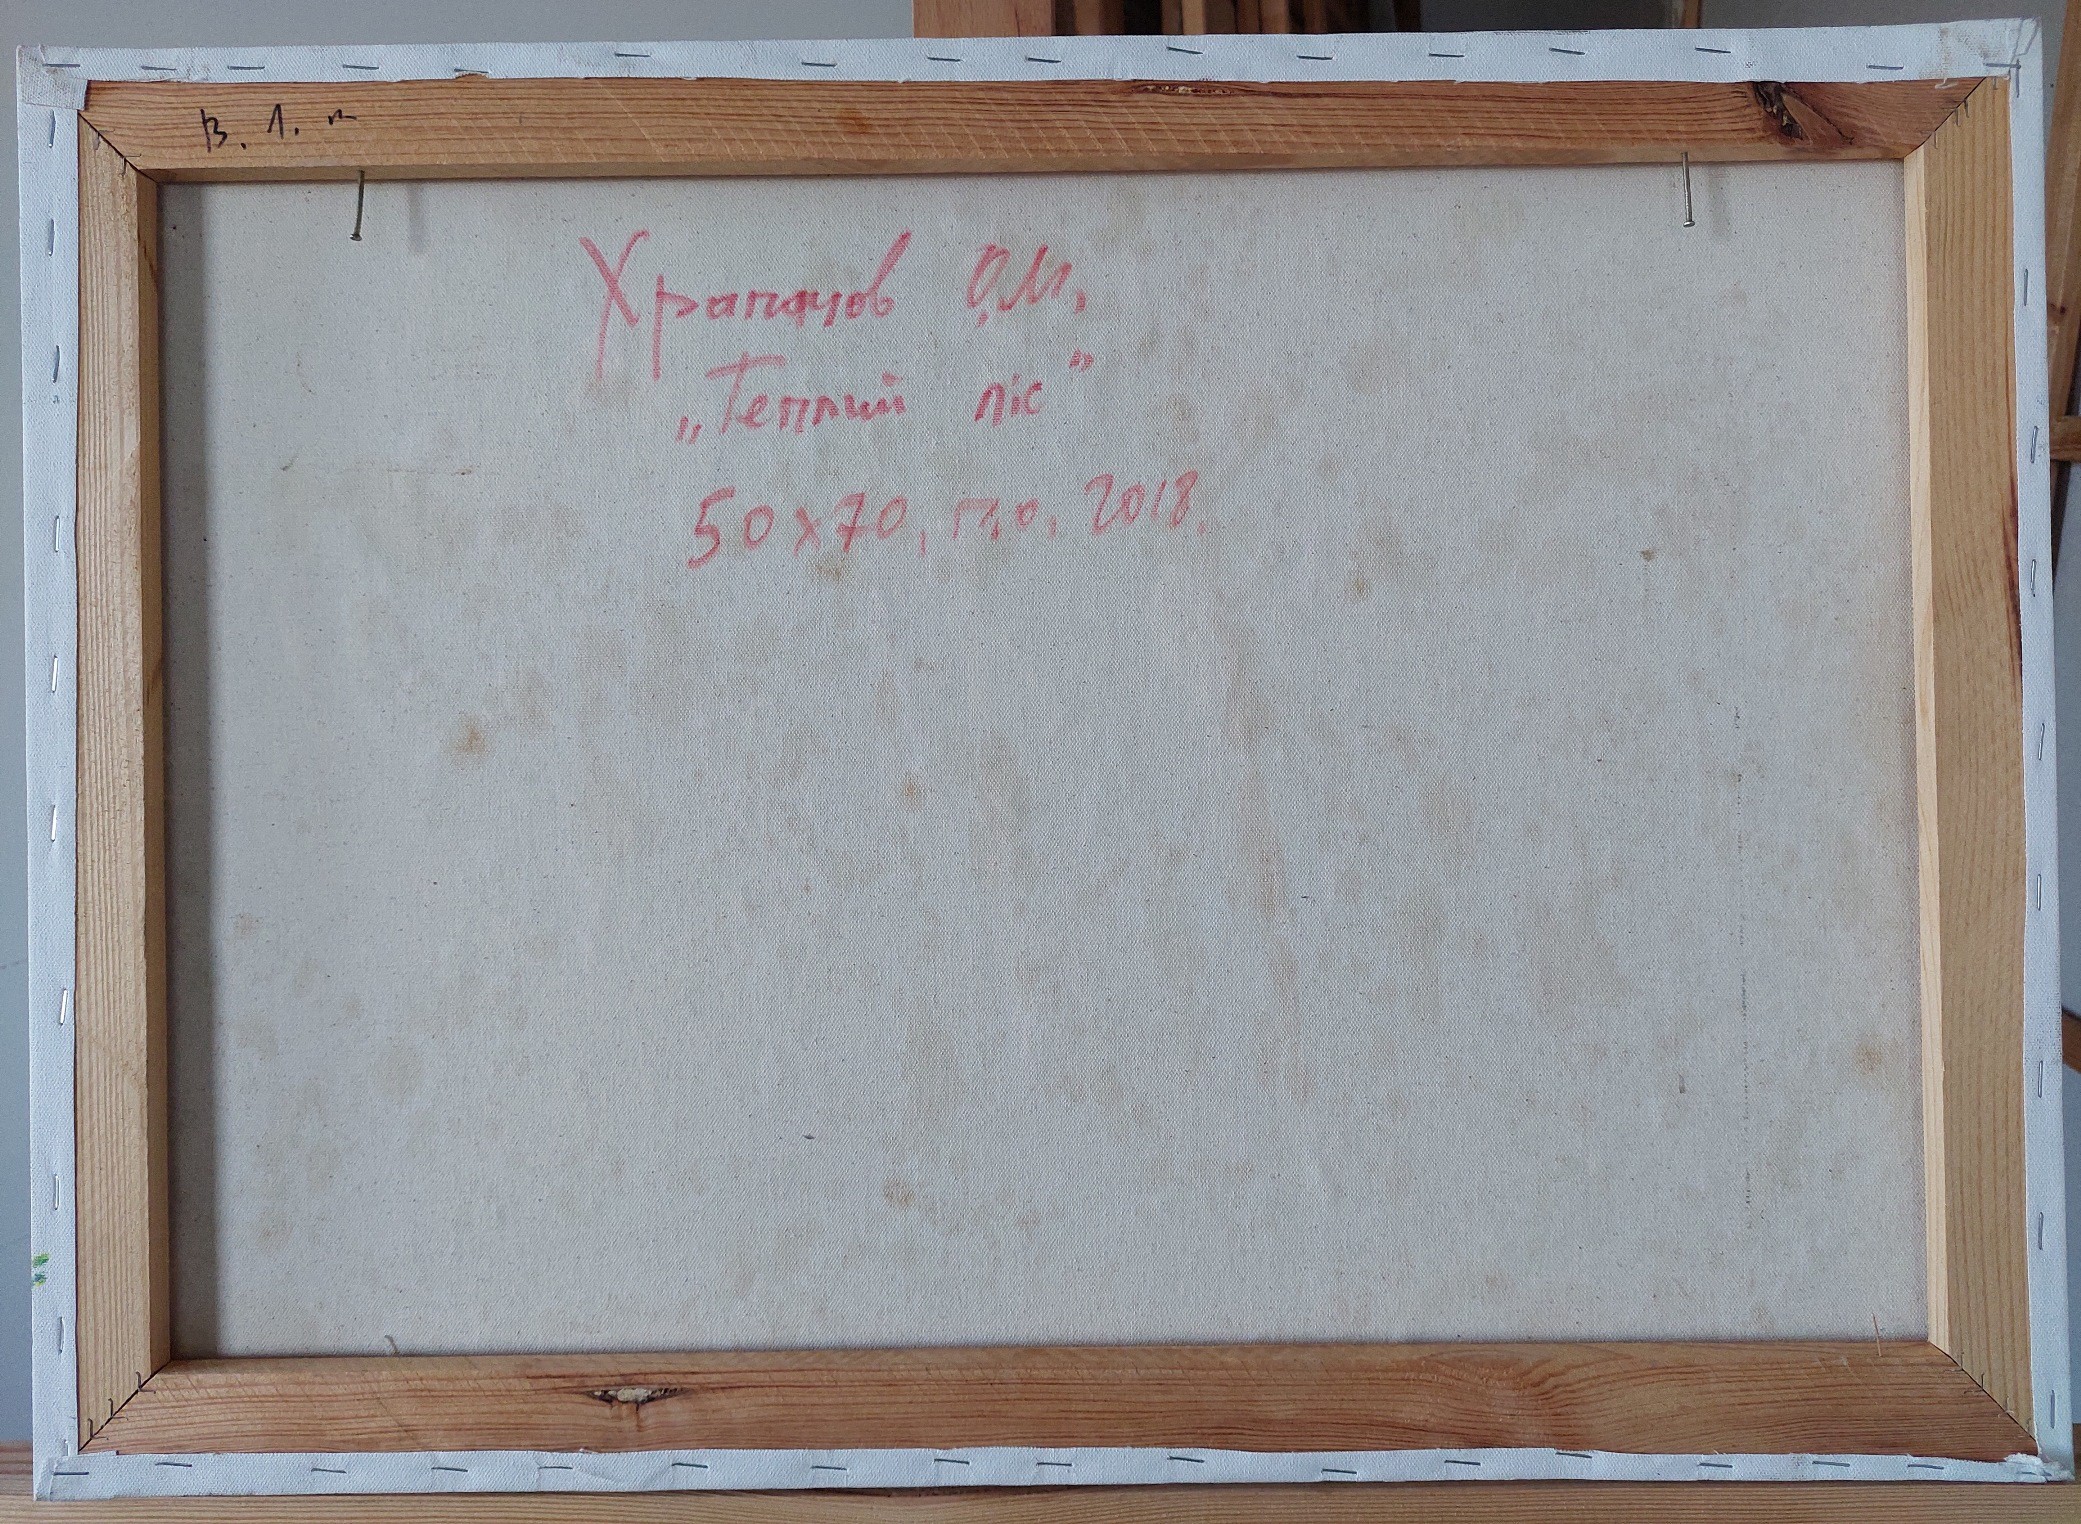 В. 1. п
Храпачов О.М.
„Теплий ліс”
50х70, п.о, 2018.